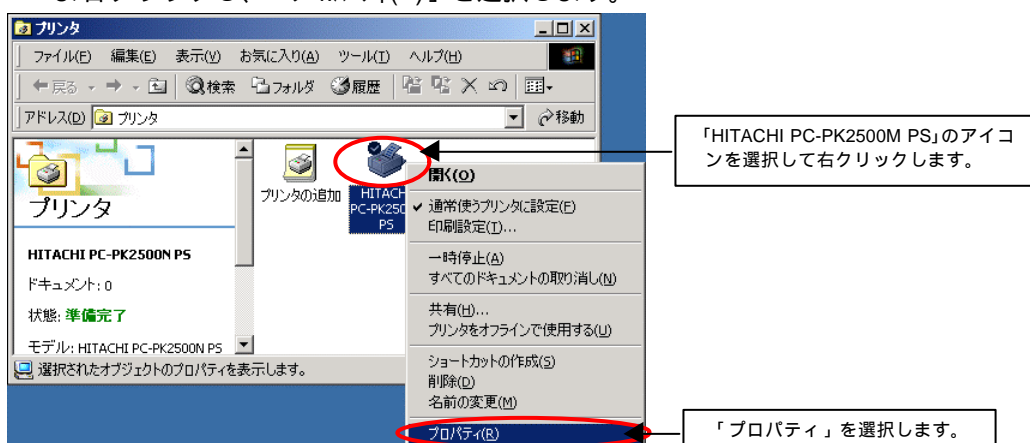 プリンタ
ファイル(F) 編集(E) 表示(V) お気に入り(A) ツール(T) ヘルプ(H)
戻る 検索 フォルダ 履歴
アドレス(D) プリンタ 移動
プリンタ
HITACHI PC-PK2500N PS
ドキュメント: 0
状態: 準備完了
モデル: HITACHI PC-PK2500N PS
プリンタの追加
HITACH
PC-PK250
PS
開く(O)
通常使うプリンタに設定(F)
印刷設定(I)...
一時停止(A)
すべてのドキュメントの取り消し(N)
共有(H)...
プリンタをオフラインで使用する(U)
ショートカットの作成(S)
削除(D)
名前の変更(M)
プロパティ(R)
選択されたオブジェクトのプロパティを表示します。
「HITACHI PC-PK2500M PS」のアイコ
ンを選択して右クリックします。
「プロパティ」を選択します。